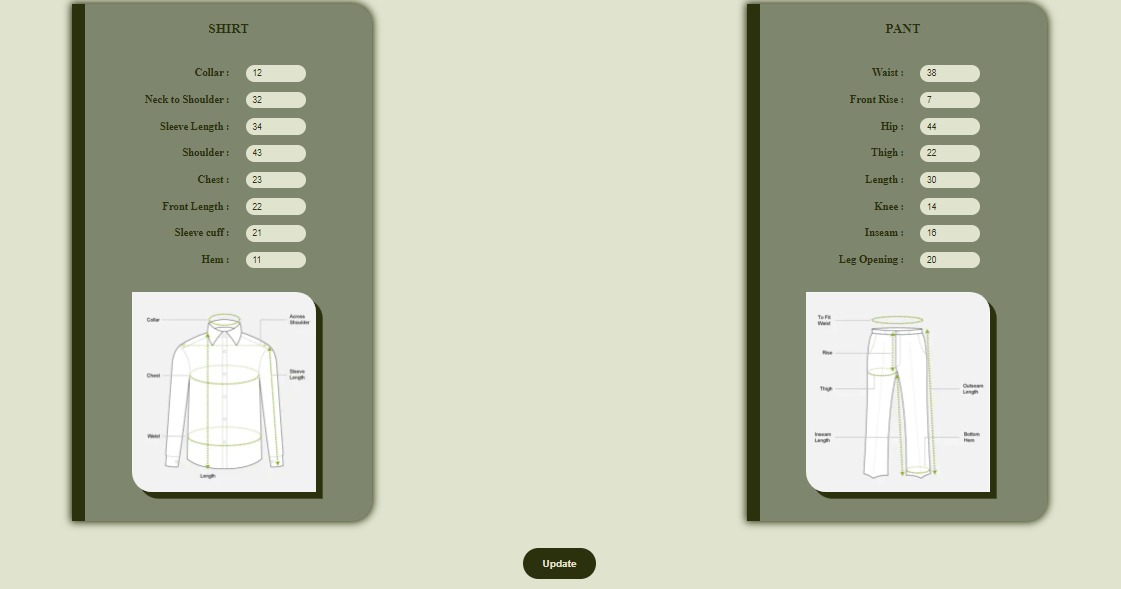 SHIRT
Collar : 12
Neck to Shoulder : 32
Sleeve Length : 34
Shoulder : 43
Chest : 23
Front Length : 22
Sleeve cuff : 21
Hem : 11
Collar
Across
Shoulder
Chest
Sleeve
Length
Waist
Length
PANT
Waist : 38
Front Rise : 7
Hip : 44
Thigh : 22
Length : 30
Knee : 14
Inseam : 16
Leg Opening : 20
To Fit
Waist
Rise
Thigh
Outseam
Length
Inseam
Length
Bottom
Hem
Update